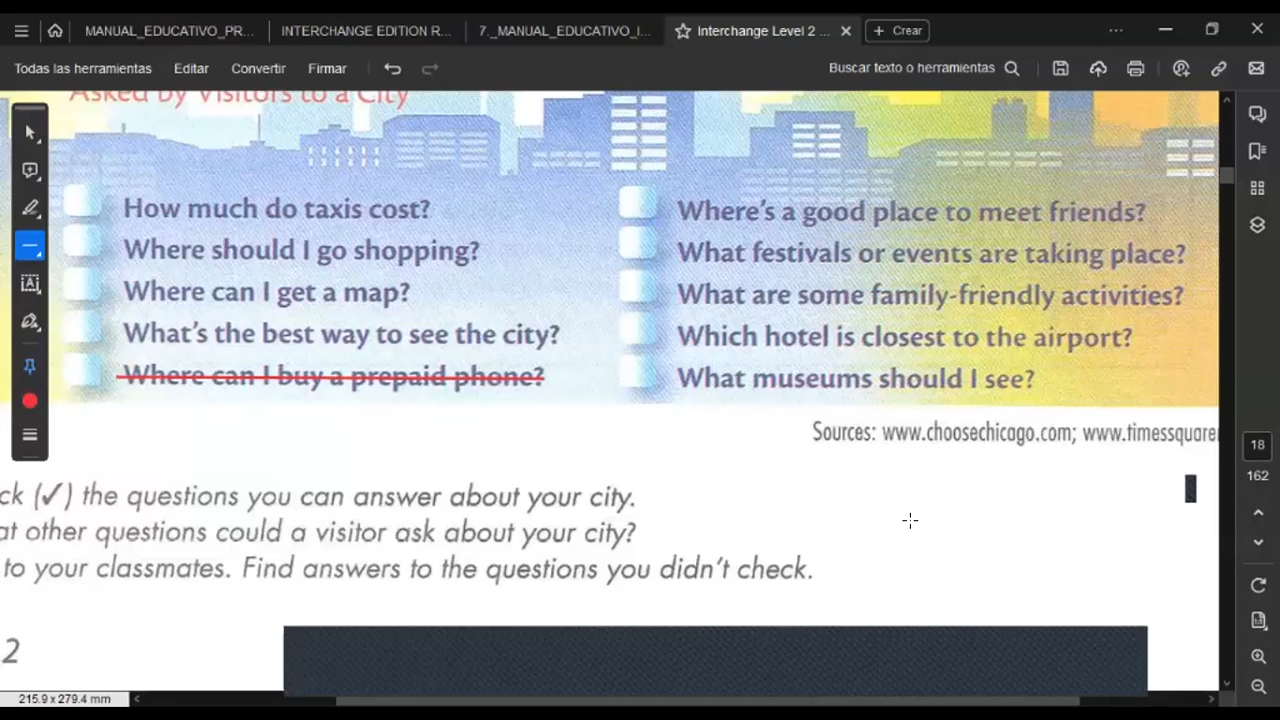 MANUAL_EDUCATIVO_PR...
INTERCHANGE EDITION R...
7._MANUAL_EDUCATIVO_I...
Interchange Level 2 ...
Crear
Todas las herramientas
Editar
Convertir
Firmar
Buscar texto o herramientas
Asked by Visitors to a City
How much do taxis cost?
Where should I go shopping?
Where can I get a map?
What's the best way to see the city?
Where can I buy a prepaid phone?
Where's a good place to meet friends?
What festivals or events are taking place?
What are some family-friendly activities?
Which hotel is closest to the airport?
What museums should I see?
Sources: www.choosechicago.com; www.timessquare
ck (✓) the questions you can answer about your city.
at other questions could a visitor ask about your city?
to your classmates. Find answers to the questions you didn't check.
2
18
162
215.9 x 279.4 mm